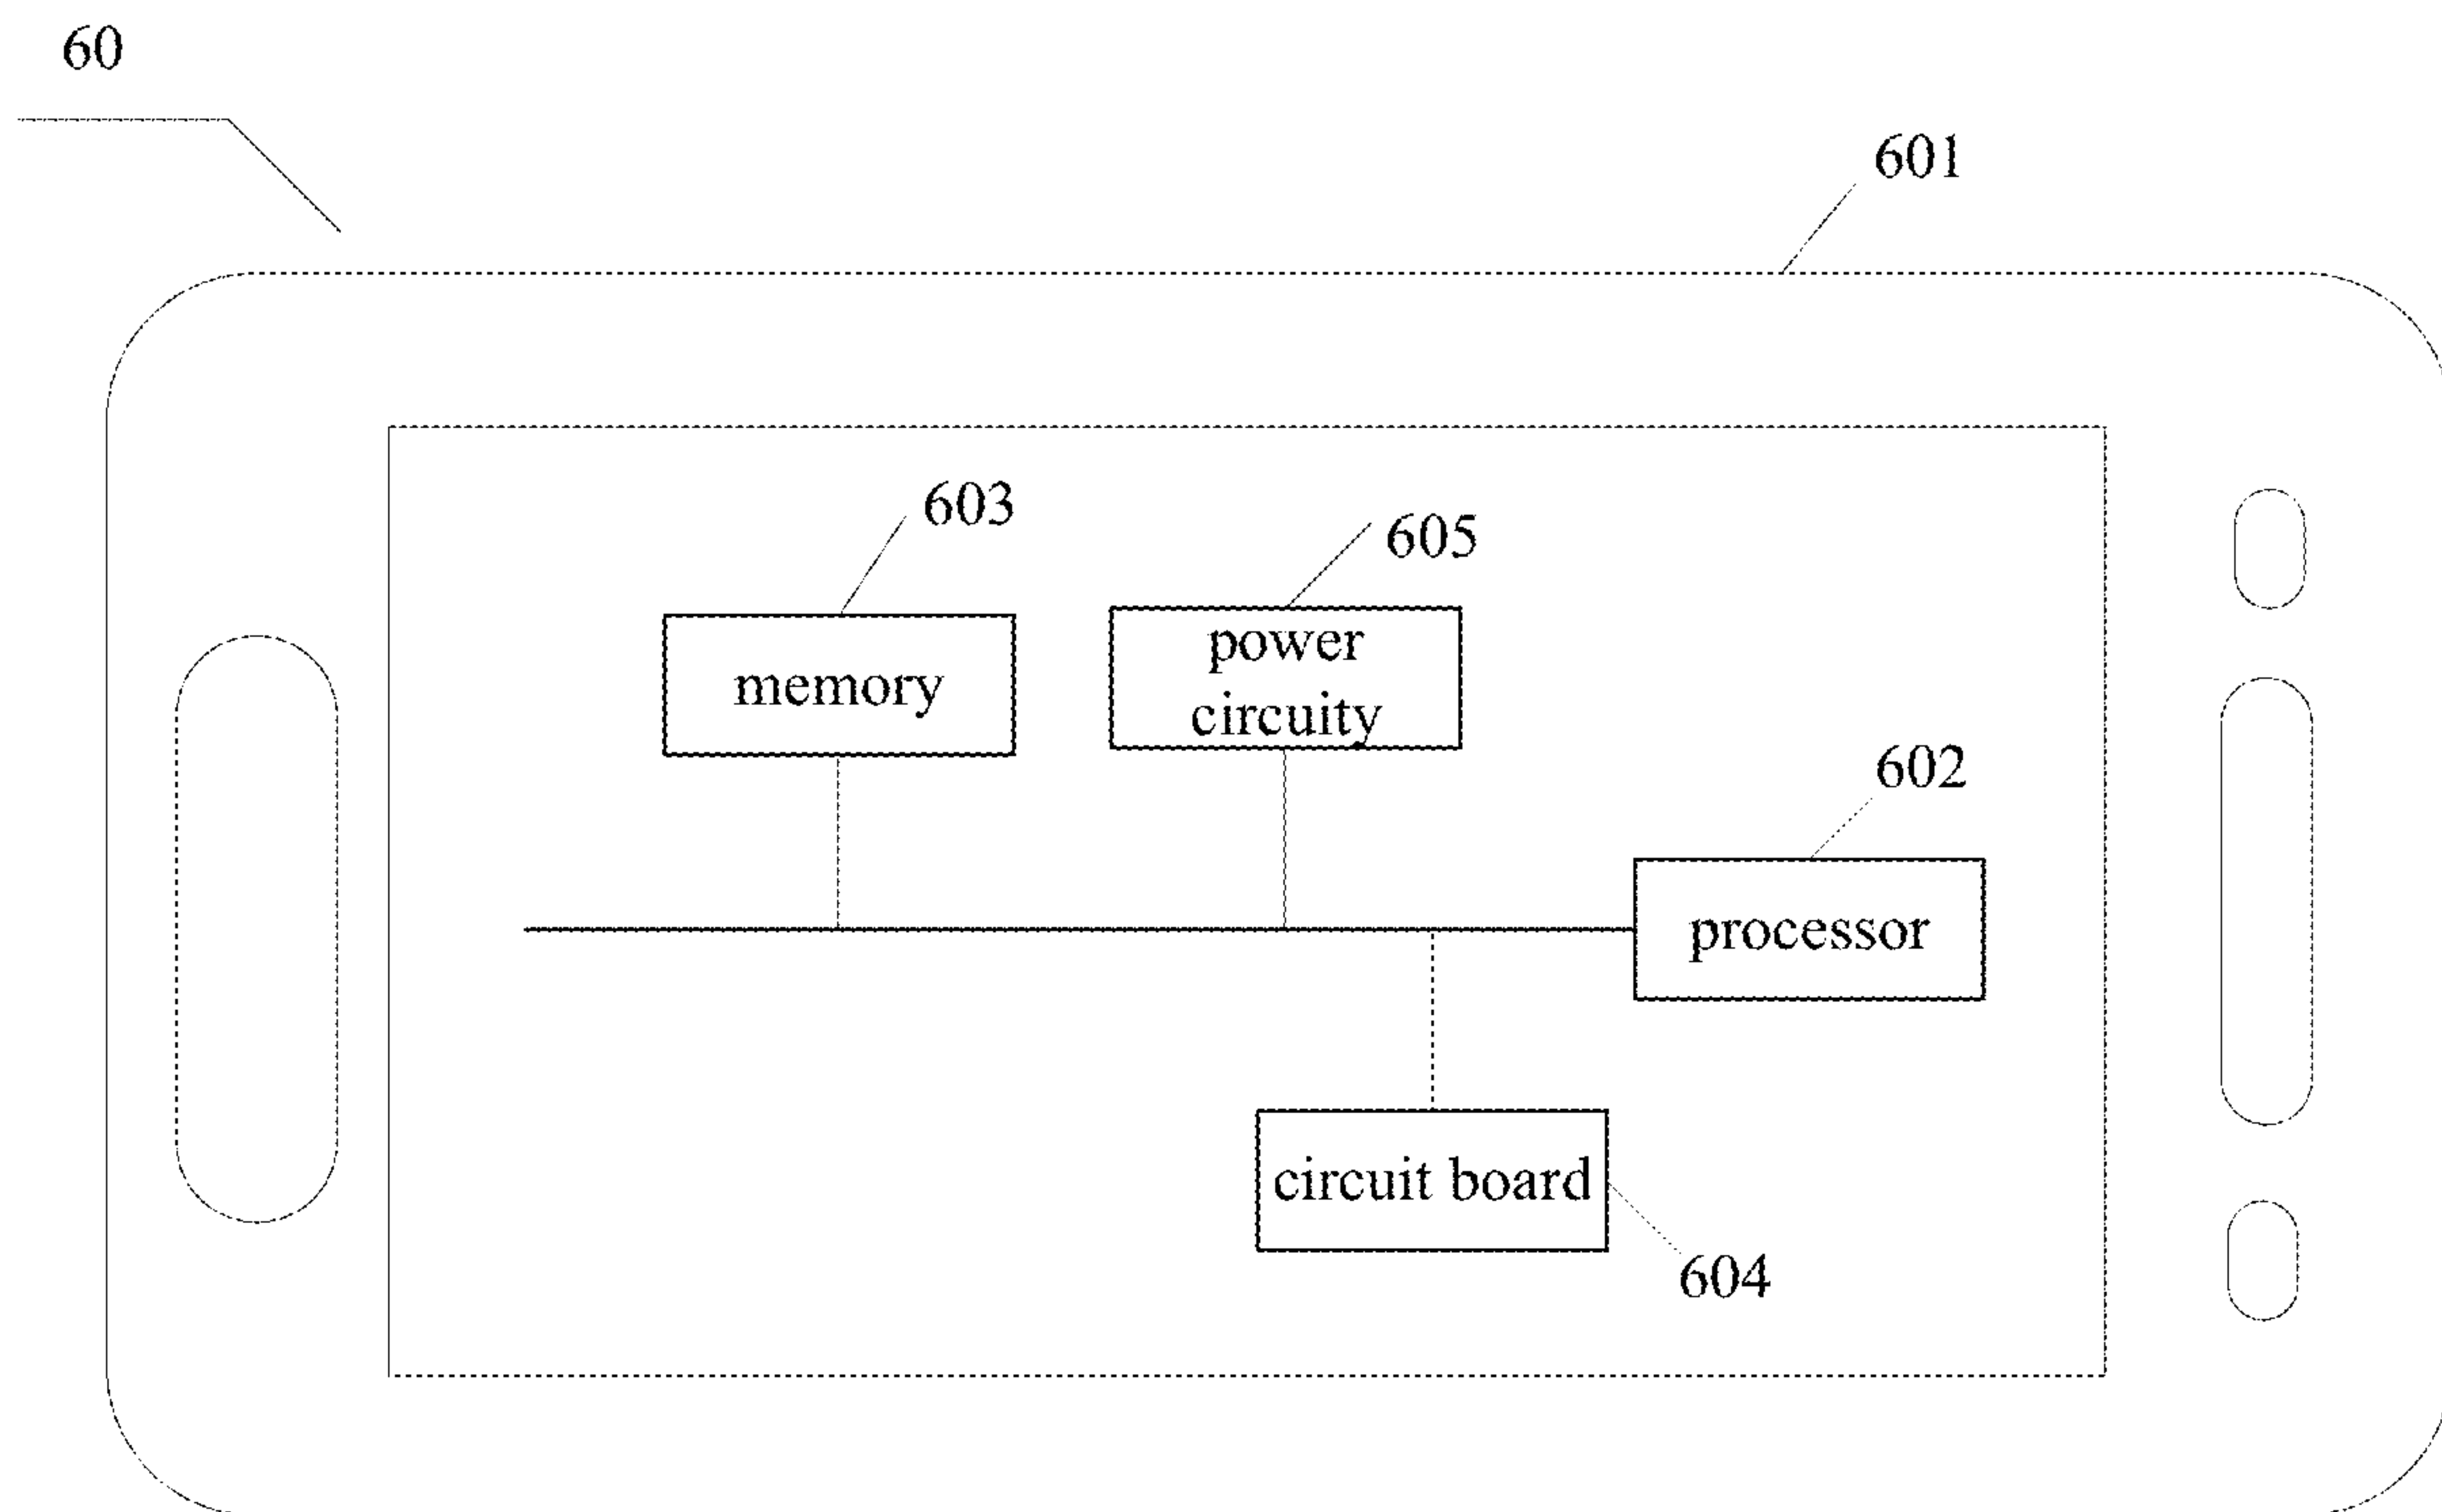 60
601
603
605
memory
power
circuity
602
processor
circuit board
604